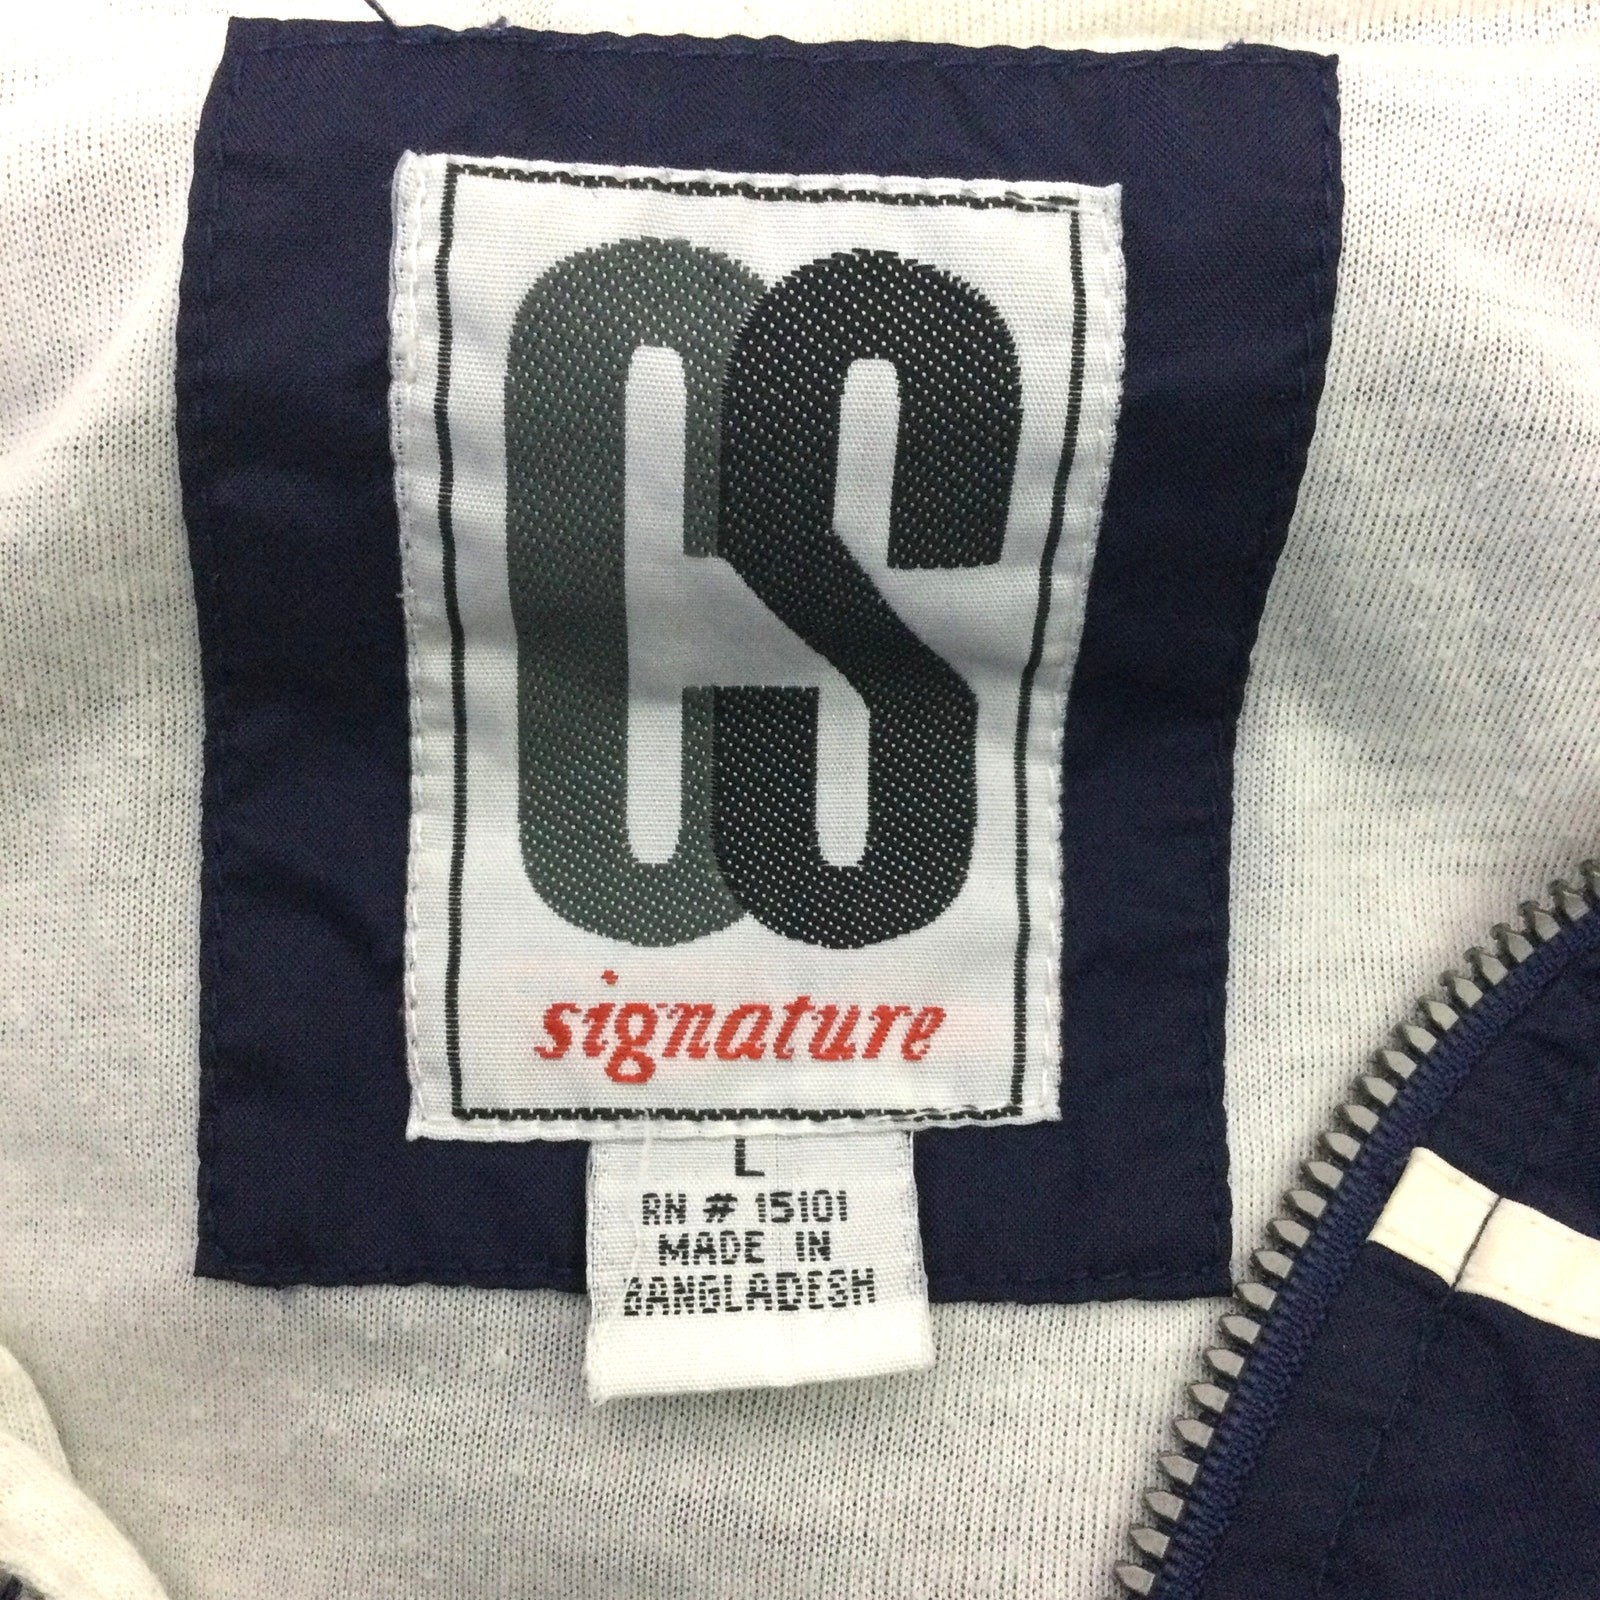 CS
signature
L
RN # 15101
MADE IN
BANGLADESH